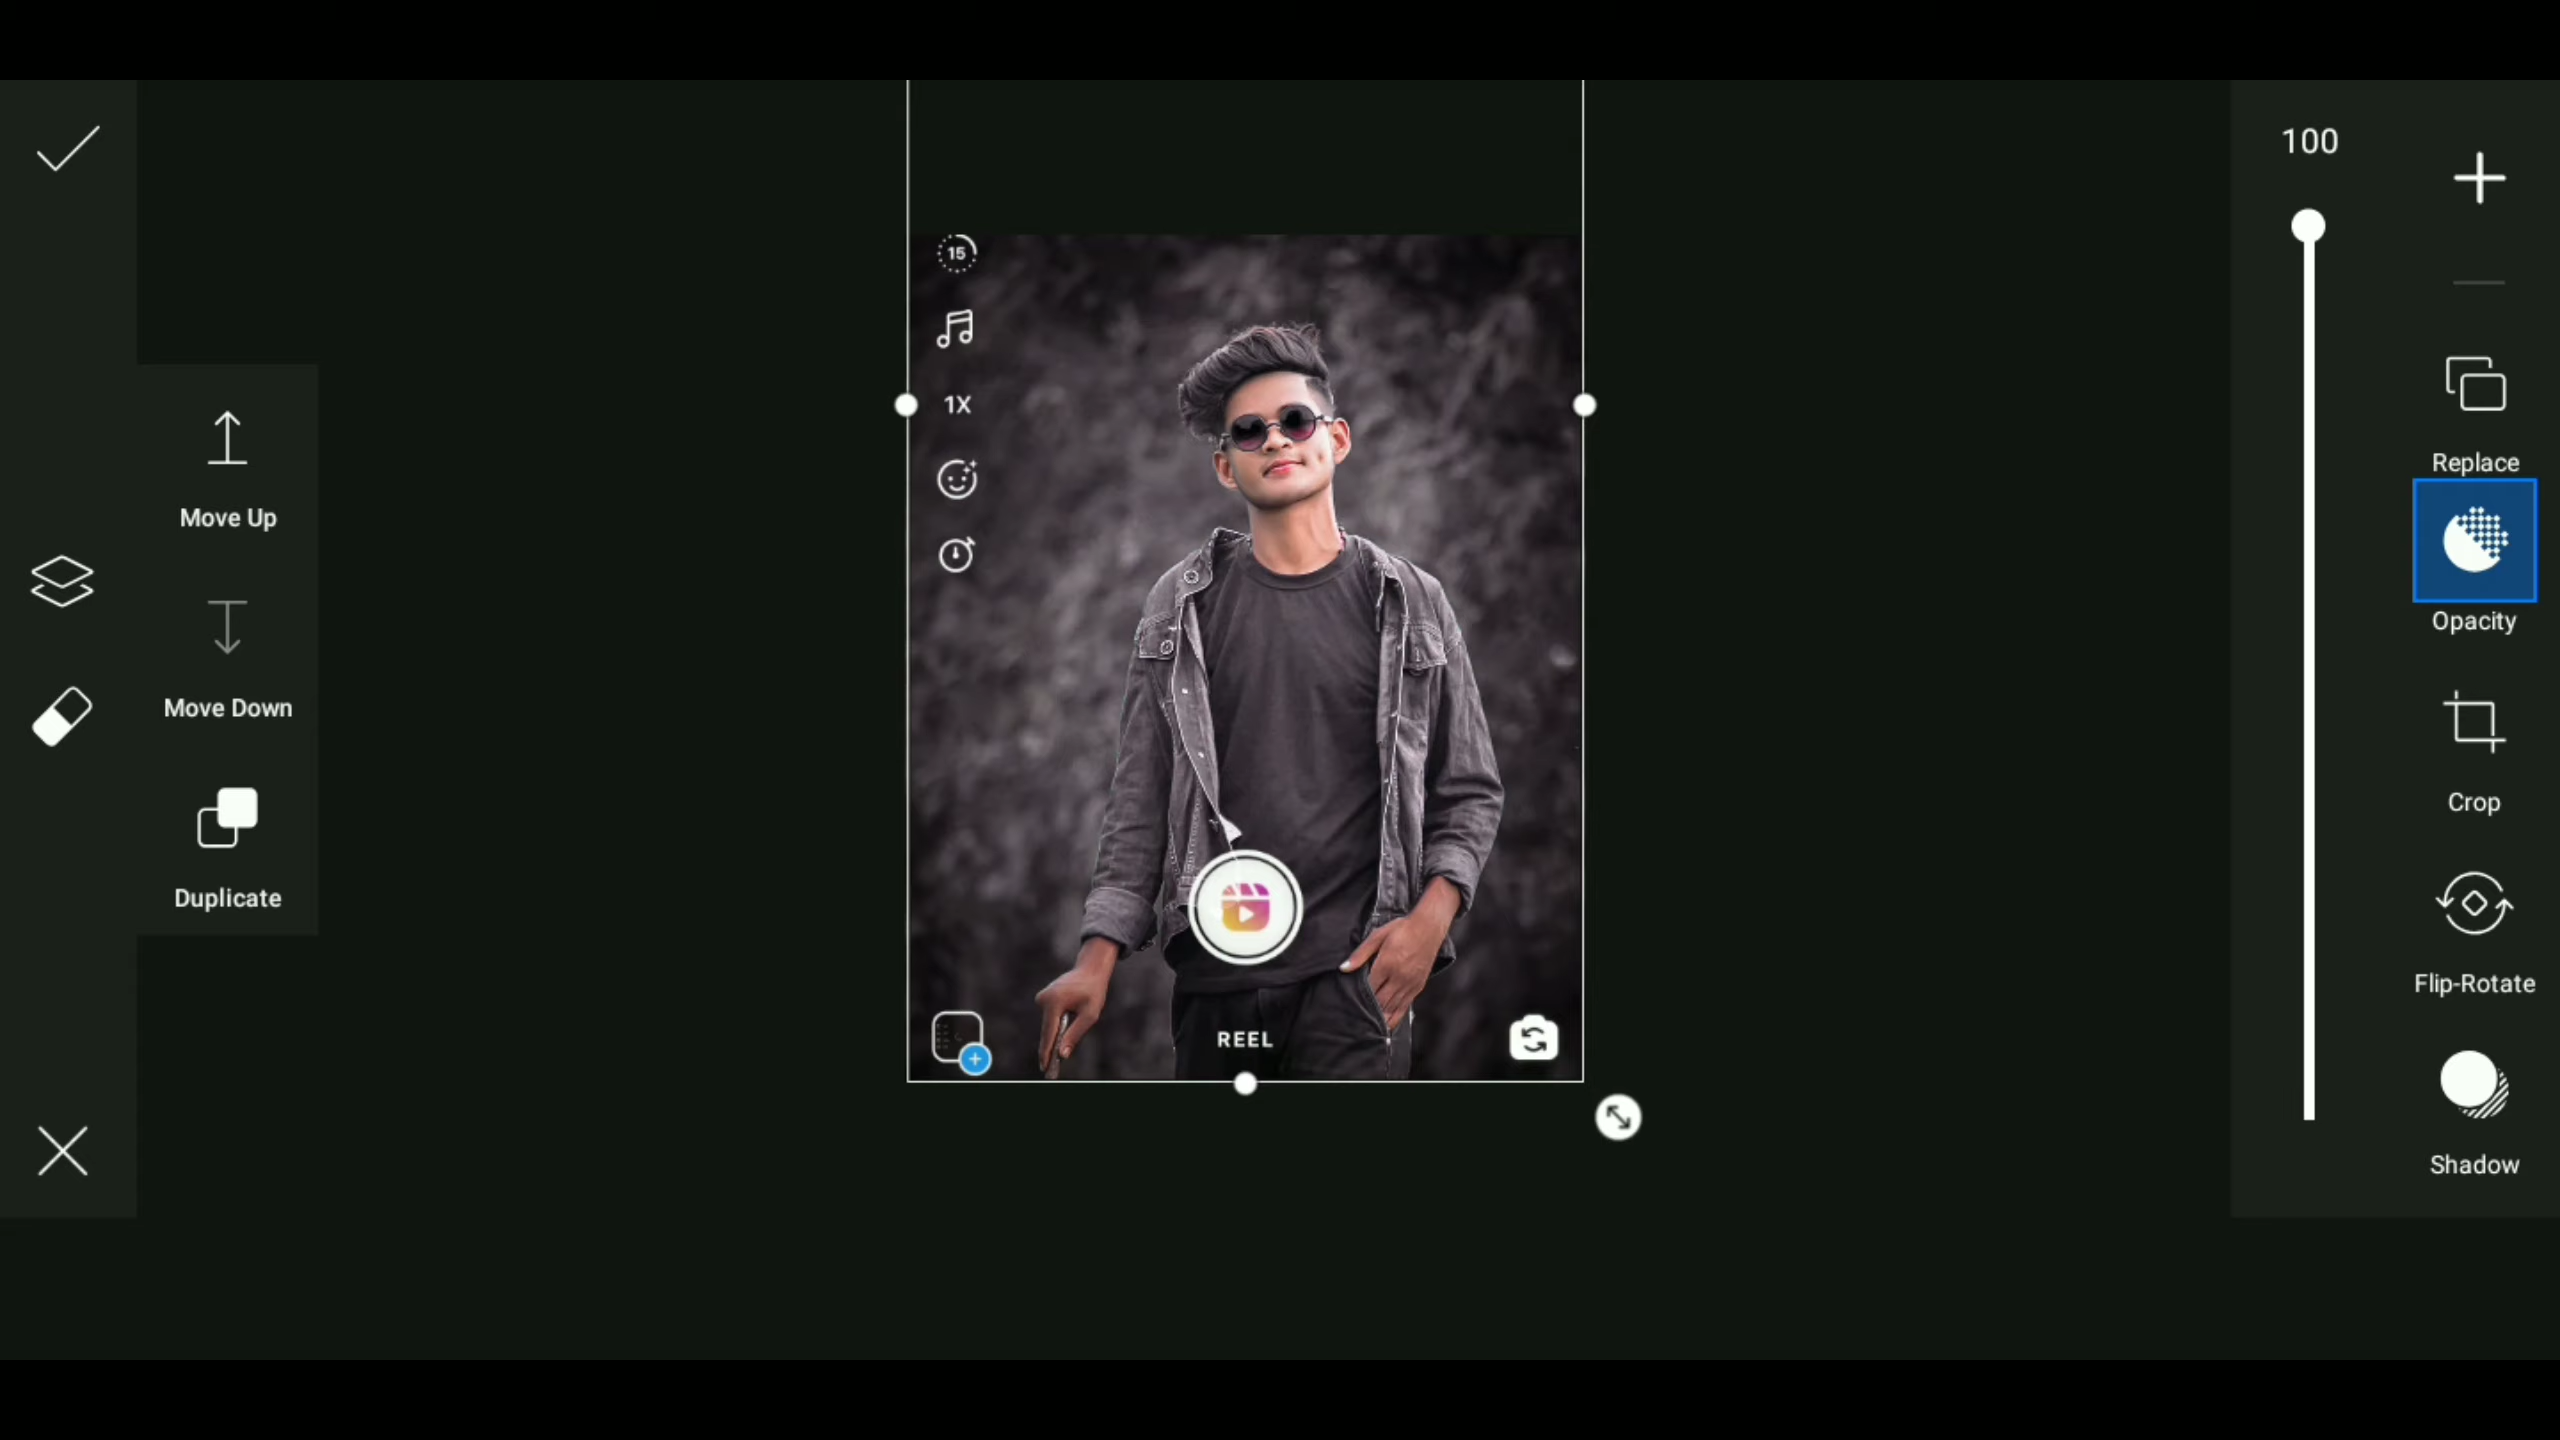 100
15
1X
Move Up
Replace
Opacity
Move Down
Crop
Duplicate
Flip-Rotate
REEL
Shadow